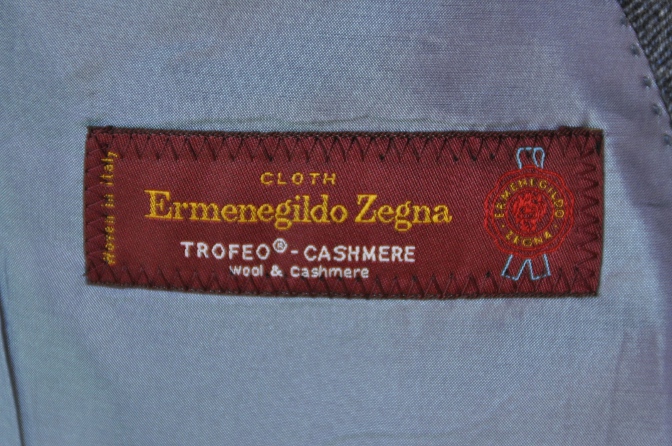 Woven in Italy
CLOTH
Ermenegildo Zegna
TROFEO®-CASHMERE
Wool & Cashmere
ERMENEGILDO
ZEGNA